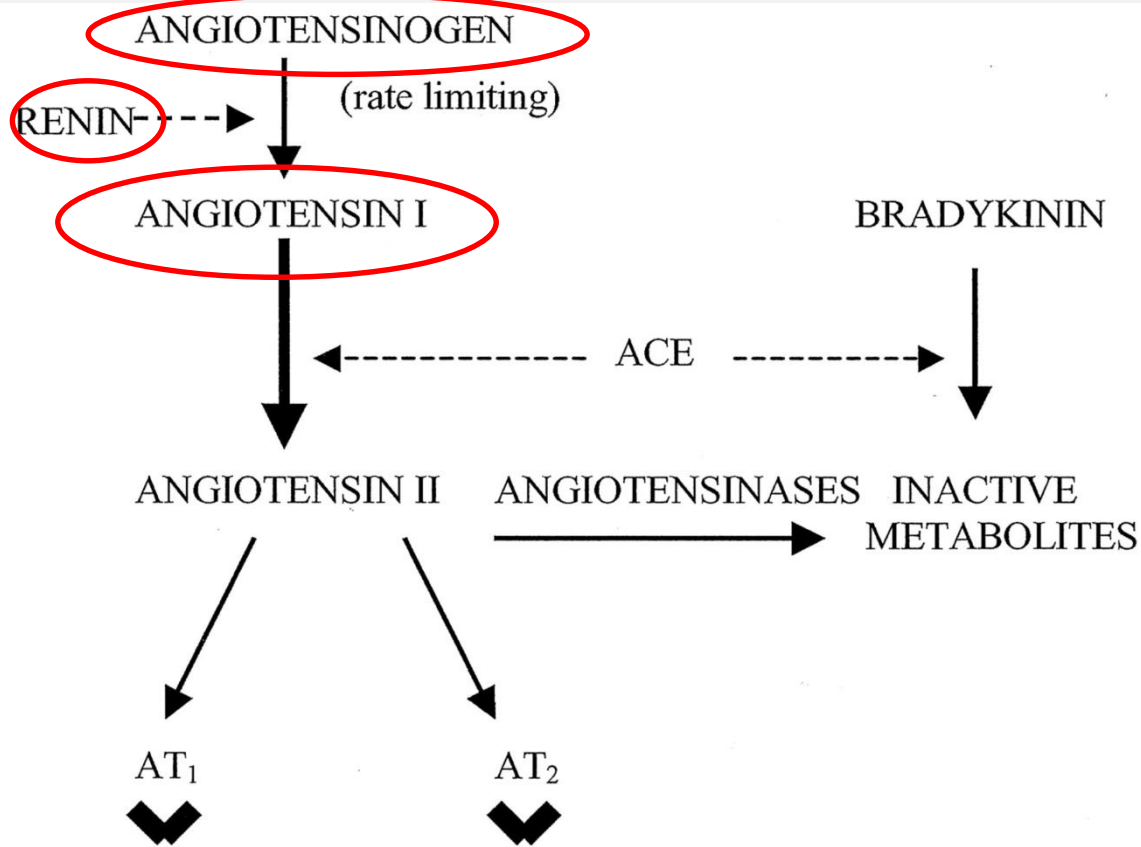 ANGIOTENSINOGEN
(rate limiting)
RENIN
ANGIOTENSIN I
BRADYKININ
ACE
ANGIOTENSIN II
ANGIOTENSINASES
INACTIVE
METABOLITES
AT₁
AT₂